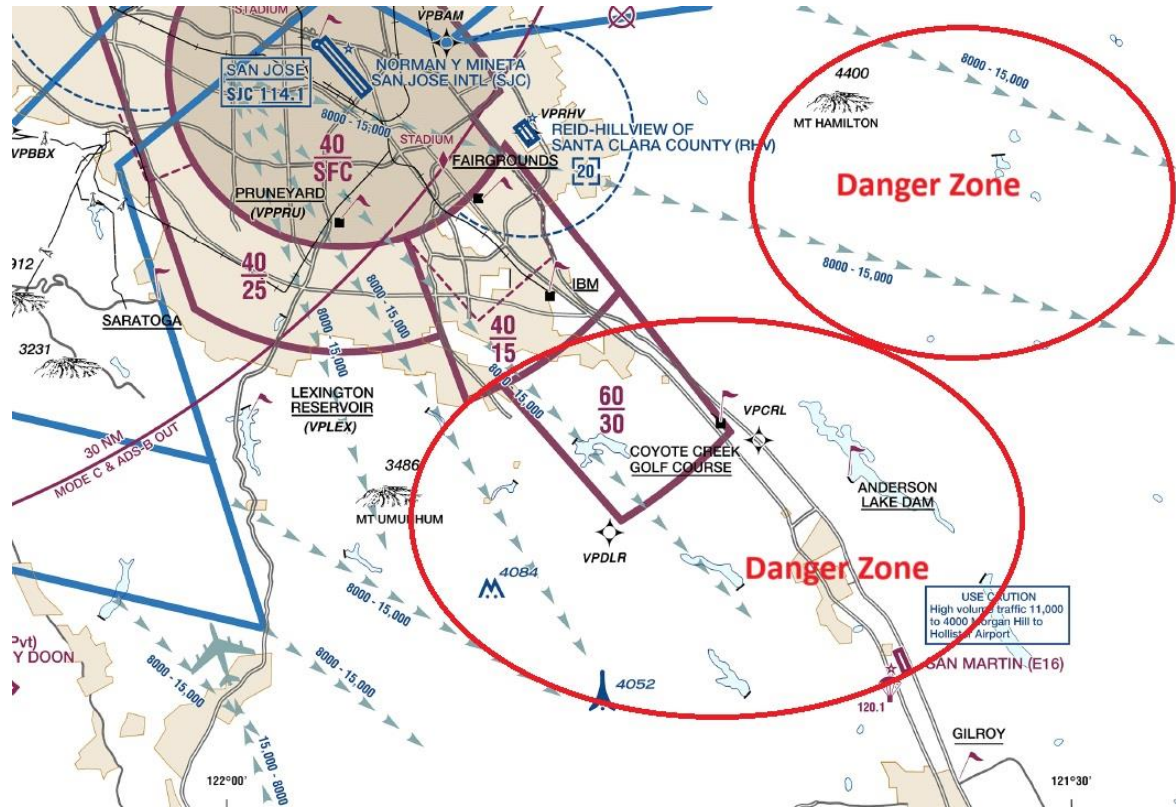 VPBAM
SAN JOSE
SJC 114.1
NORMAN Y MINETA
SAN JOSE INTL (SJC)
4400
MT HAMILTON
8000 - 15,000
8000 - 15,000
STADIUM
STADIUM
VPRHV
REID-HILLVIEW OF
SANTA CLARA COUNTY (RHV)
20
VPBBX
40
SFC
FAIRGROUNDS
PRUNEYARD
(VPPRU)
Danger Zone
8000 - 15,000
912
40
25
IBM
SARATOGA
3231
8000 - 15,000
8000 - 15,000
40
15
8000 - 15,000
LEXINGTON
RESERVOIR
(VPLEX)
60
30
VPCRL
30 NM
MODE C & ADS-B OUT
COYOTE CREEK
GOLF COURSE
3486
MT UMUNHUM
ANDERSON
LAKE DAM
VPDLR
Danger Zone
4084
8000 - 15,000
USE CAUTION
High volume traffic 11,000
to 4000 Morgan Hill to
Hollister Airport
Pvt)
Y DOON
8000 - 15,000
8000 - 15,000
4052
SAN MARTIN (E16)
120.1
GILROY
15,000 - 8000
122°00'
121°30'